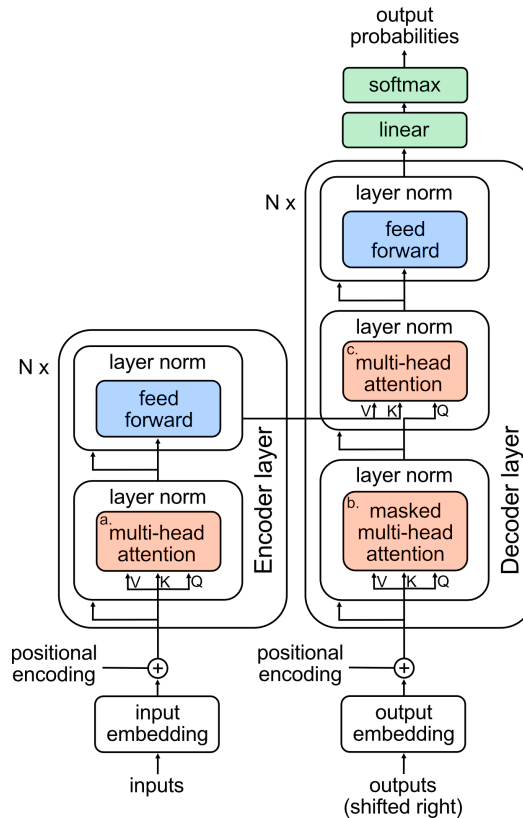 output
probabilities
softmax
linear
N x
layer norm
feed
forward
layer norm
c.
multi-head
attention
V K Q
layer norm
b.
masked
multi-head
attention
V K Q
Decoder layer
N x
layer norm
feed
forward
layer norm
a.
multi-head
attention
V K Q
Encoder layer
positional
encoding
+
input
embedding
inputs
positional
encoding
+
output
embedding
outputs
(shifted right)